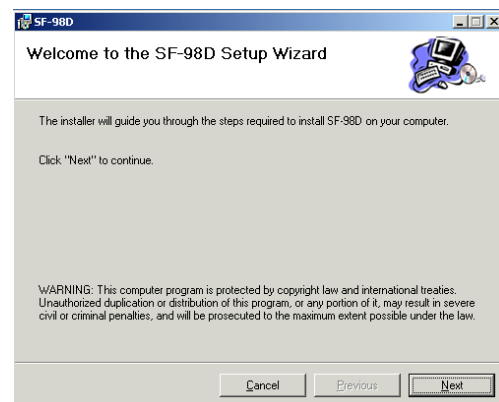 SF-98D
Welcome to the SF-98D Setup Wizard
The installer will guide you through the steps required to install SF-98D on your computer.
Click "Next" to continue.
WARNING: This computer program is protected by copyright law and international treaties.
Unauthorized duplication or distribution of this program, or any portion of it, may result in severe
civil or criminal penalties, and will be prosecuted to the maximum extent possible under the law.
Cancel
Previous
Next